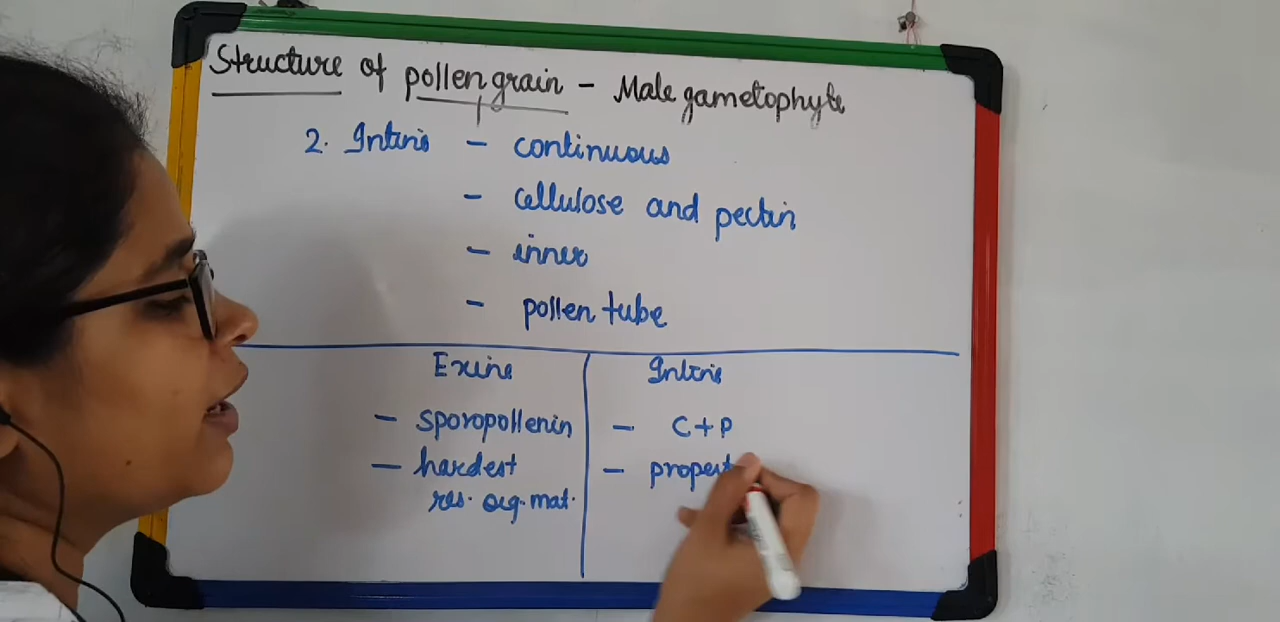 Structure of pollen grain - Male gametophyte
2. Intine - continuous
- cellulose and pectin
- inner
- pollen tube
Exine
Intine
- sporopollenin
- C+P
- hardest
- propert
res. org. mat.